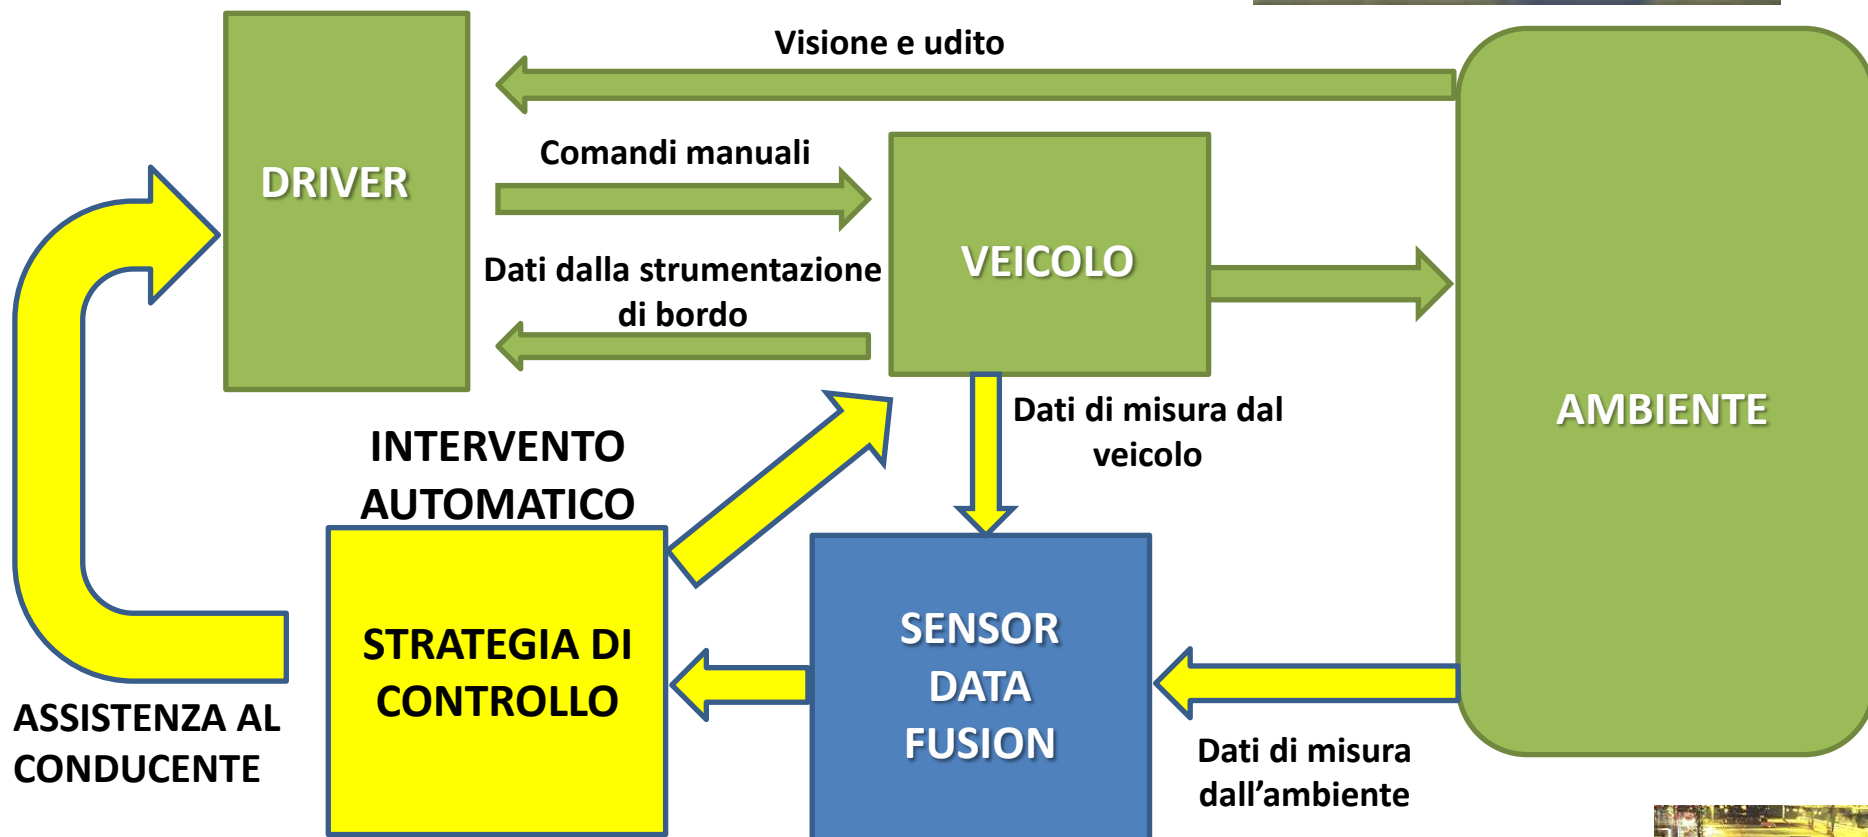 Visione e udito
Comandi manuali
DRIVER
VEICOLO
Dati dalla strumentazione
di bordo
Dati di misura dal
veicolo
AMBIENTE
INTERVENTO
AUTOMATICO
STRATEGIA DI
CONTROLLO
SENSOR
DATA
FUSION
ASSISTENZA AL
CONDUCENTE
Dati di misura
dall’ambiente